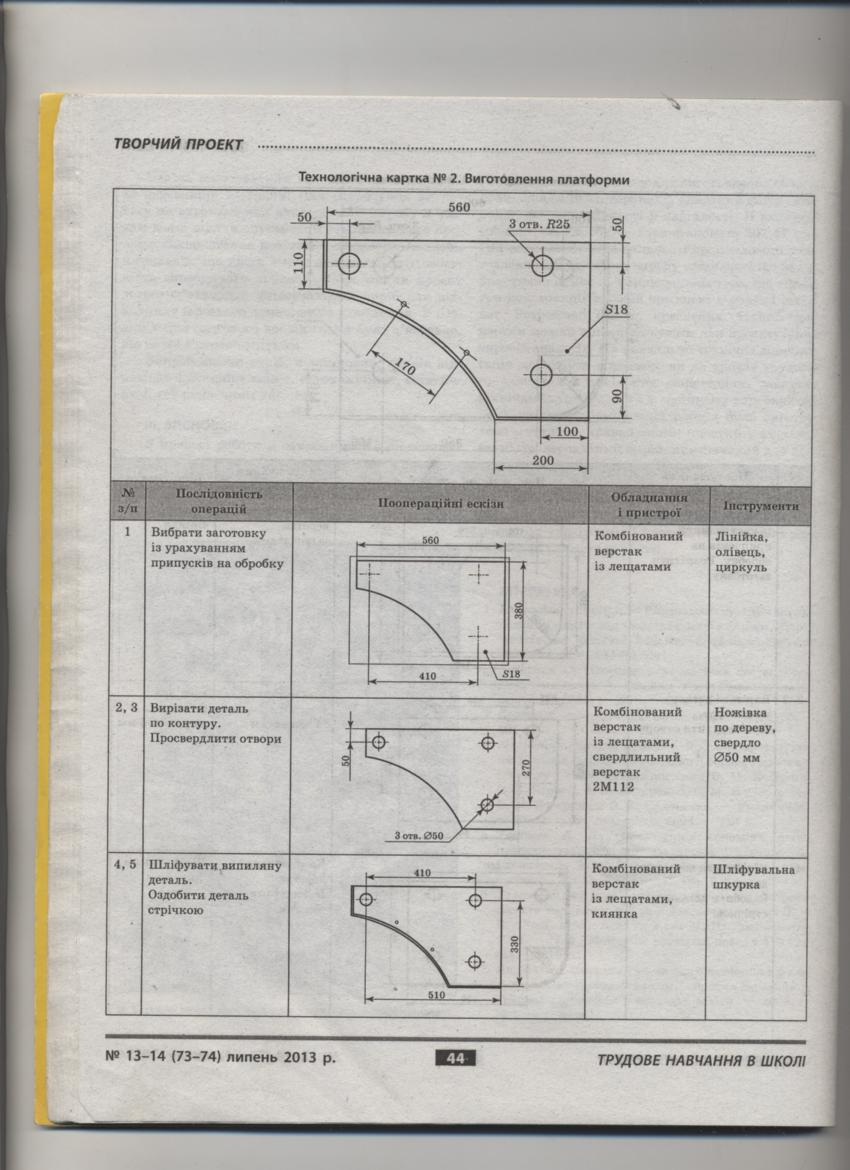 ТВОРЧИЙ ПРОЕКТ
Технологічна картка № 2. Виготовлення платформи
560
50
3 отв. R25
50
110
S18
170
90
100
200
№ з/п
Послідовність операцій
Поопераційні ескізи
Обладнання і пристрої
Інструменти
1
Вибрати заготовку
із урахуванням
припусків на обробку
560
380
410
S18
Комбінований
верстак
із лещатами
Лінійка,
олівець,
циркуль
2, 3
Вирізати деталь
по контуру.
Просвердлити отвори
50
270
3 отв. Ø50
Комбінований
верстак
із лещатами,
свердлильний
верстак
2М112
Ножівка
по дереву,
свердло
Ø50 мм
4, 5
Шліфувати випиляну
деталь.
Оздобити деталь
стрічкою
410
330
510
Комбінований
верстак
із лещатами,
киянка
Шліфувальна
шкурка
№ 13–14 (73–74) липень 2013 р.
44
ТРУДОВЕ НАВЧАННЯ В ШКОЛІ